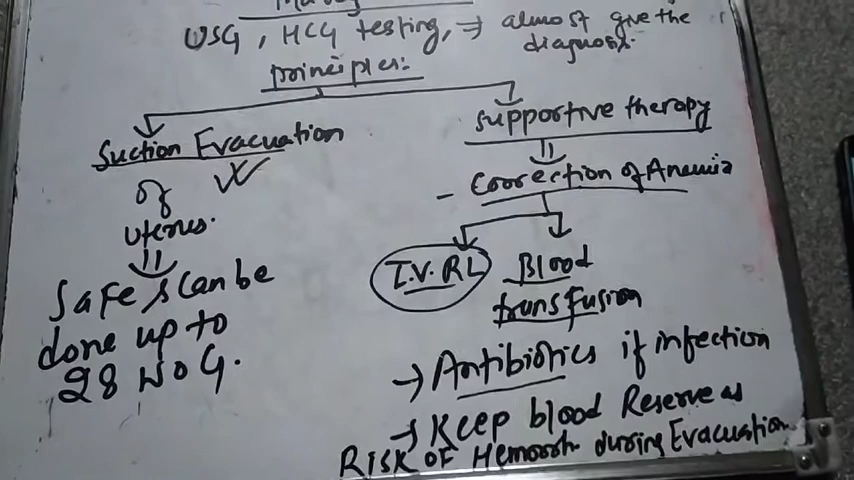 USG, HCG testing, → almost give the
diagnosis.
principles:
Suction Evacuation
of
uterus.
Safe, scan be
done up to
28 WOG.
supportive therapy
- Correction of Anemia
I.V. RL
Blood
transfusion
→ Antibiotics if infection
→ Keep blood Reserve as
RISK OF Hemorrh during Evacuation